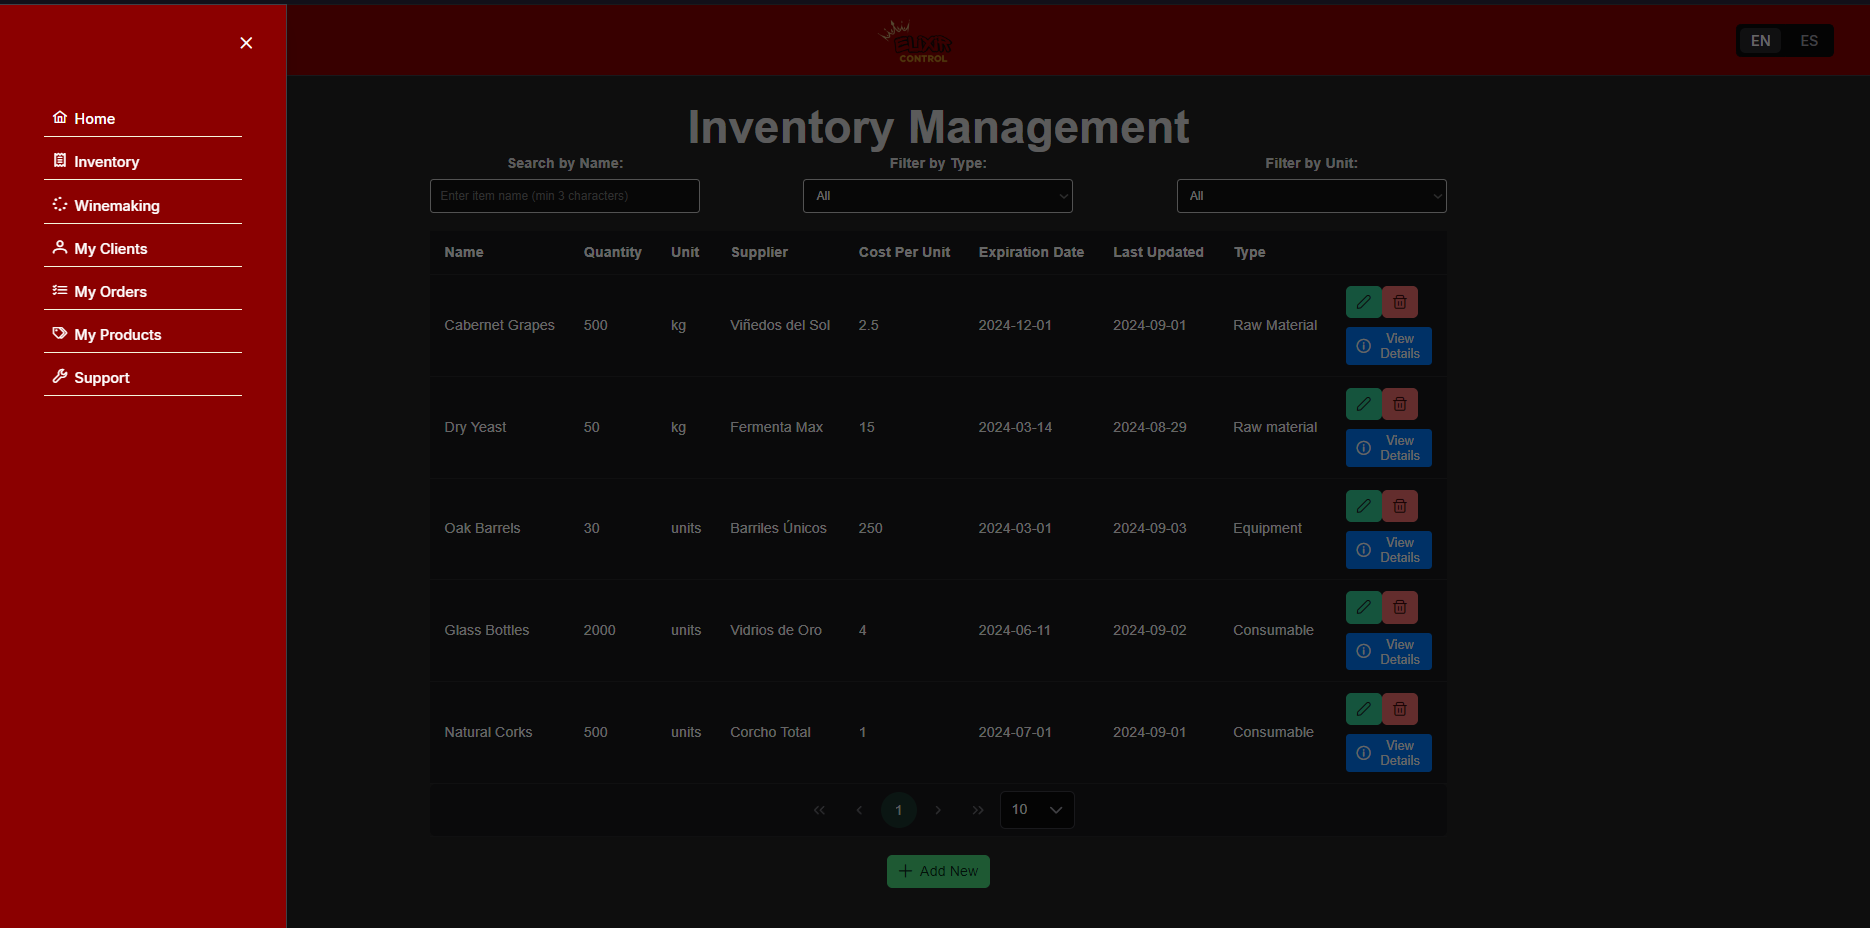 Home
Inventory
Winemaking
My Clients
My Orders
My Products
Support
ELIXIR
CONTROL
EN ES
Inventory Management
Search by Name: Filter by Type: Filter by Unit:
Enter item name (min 3 characters) All All
Name Quantity Unit Supplier Cost Per Unit Expiration Date Last Updated Type
Cabernet Grapes 500 kg Viñedos del Sol 2.5 2024-12-01 2024-09-01 Raw Material
View
Details
Dry Yeast 50 kg Fermenta Max 15 2024-03-14 2024-08-29 Raw material
View
Details
Oak Barrels 30 units Barriles Únicos 250 2024-03-01 2024-09-03 Equipment
View
Details
Glass Bottles 2000 units Vidrios de Oro 4 2024-06-11 2024-09-02 Consumable
View
Details
Natural Corks 500 units Corcho Total 1 2024-07-01 2024-09-01 Consumable
View
Details
1 10
Add New